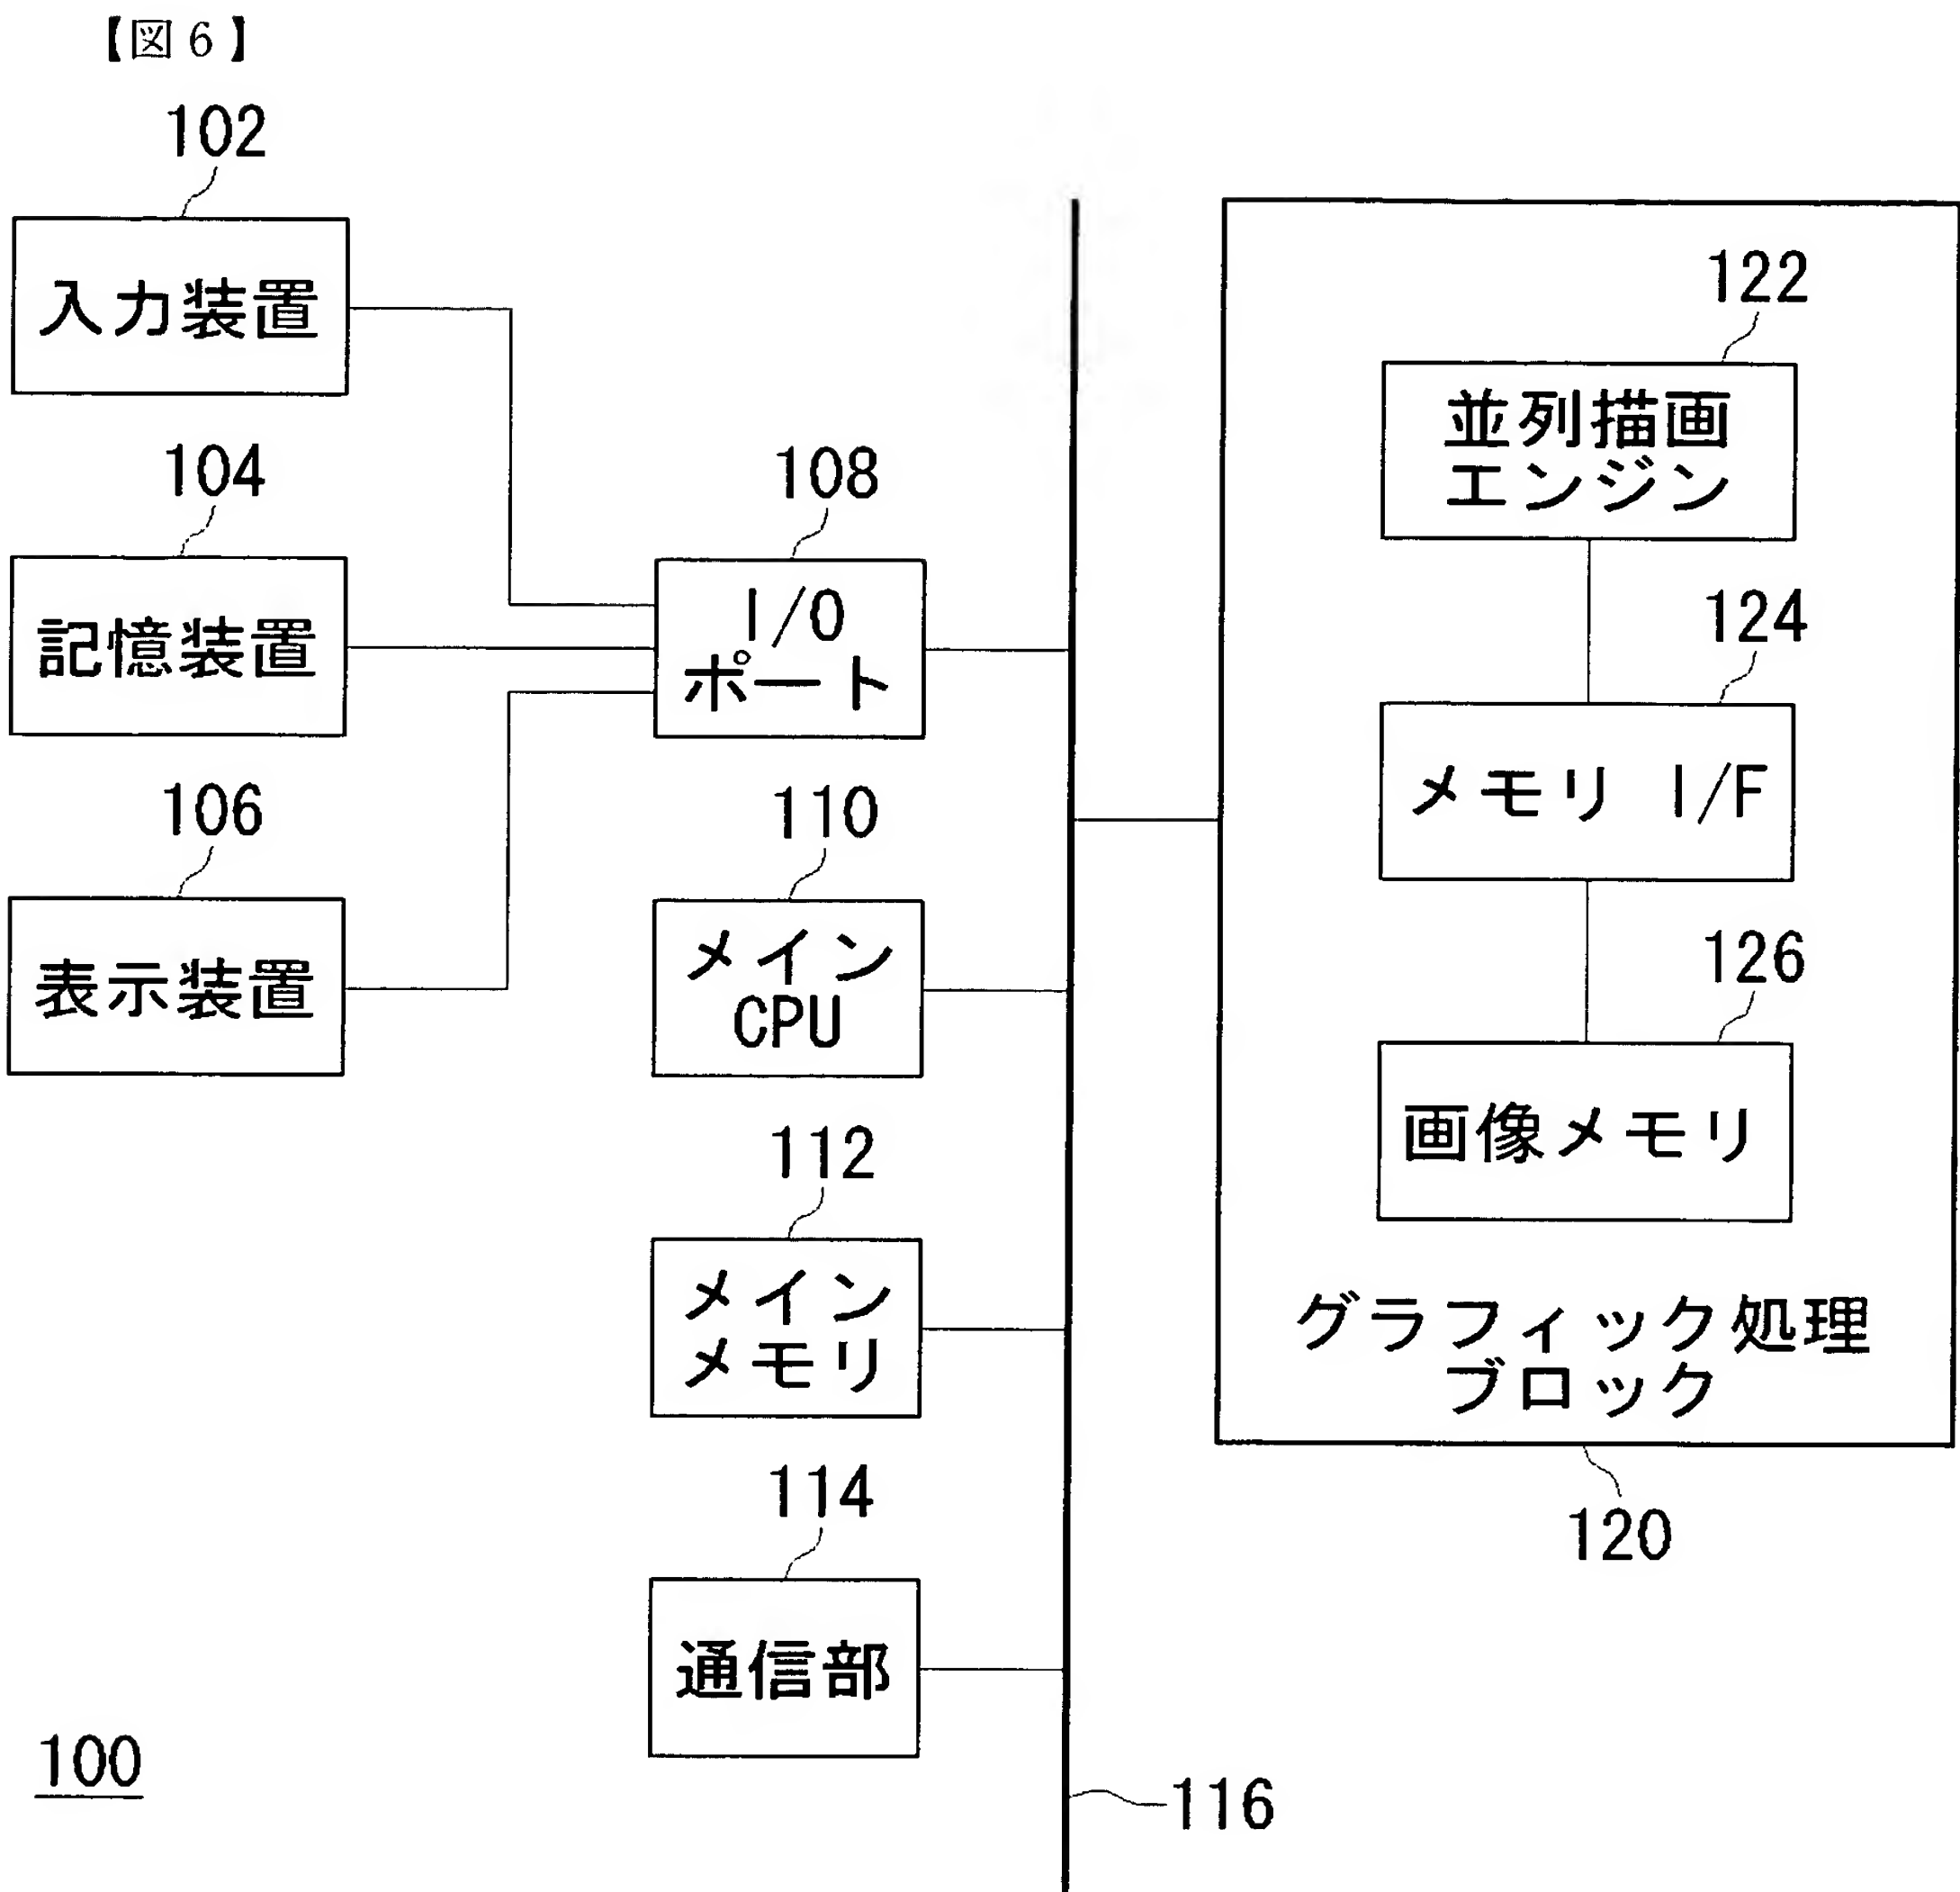 【図6】
102
入力装置
104
記憶装置
106
表示装置
108
I/O
ポート
110
メイン
CPU
112
メイン
メモリ
114
通信部
116
122
並列描画
エンジン
124
メモリ I/F
126
画像メモリ
グラフィック処理
ブロック
120
100